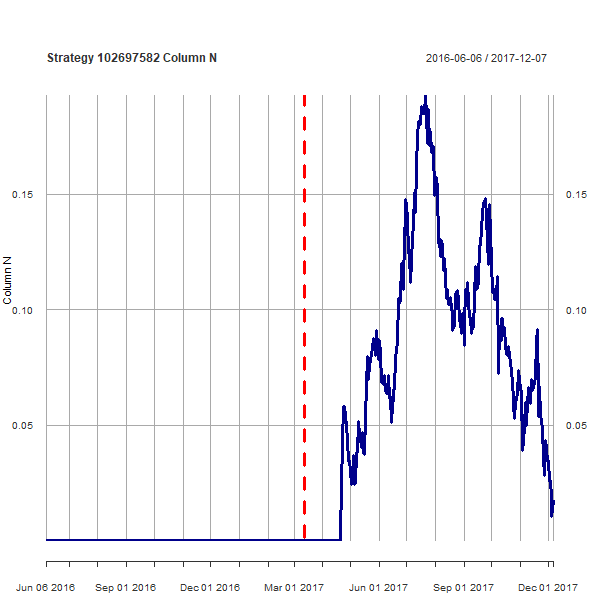 Strategy 102697582 Column N 2016-06-06 / 2017-12-07
0.15 0.15
Column N
0.10 0.10
0.05 0.05
Jun 06 2016 Sep 01 2016 Dec 01 2016 Mar 01 2017 Jun 01 2017 Sep 01 2017 Dec 01 2017